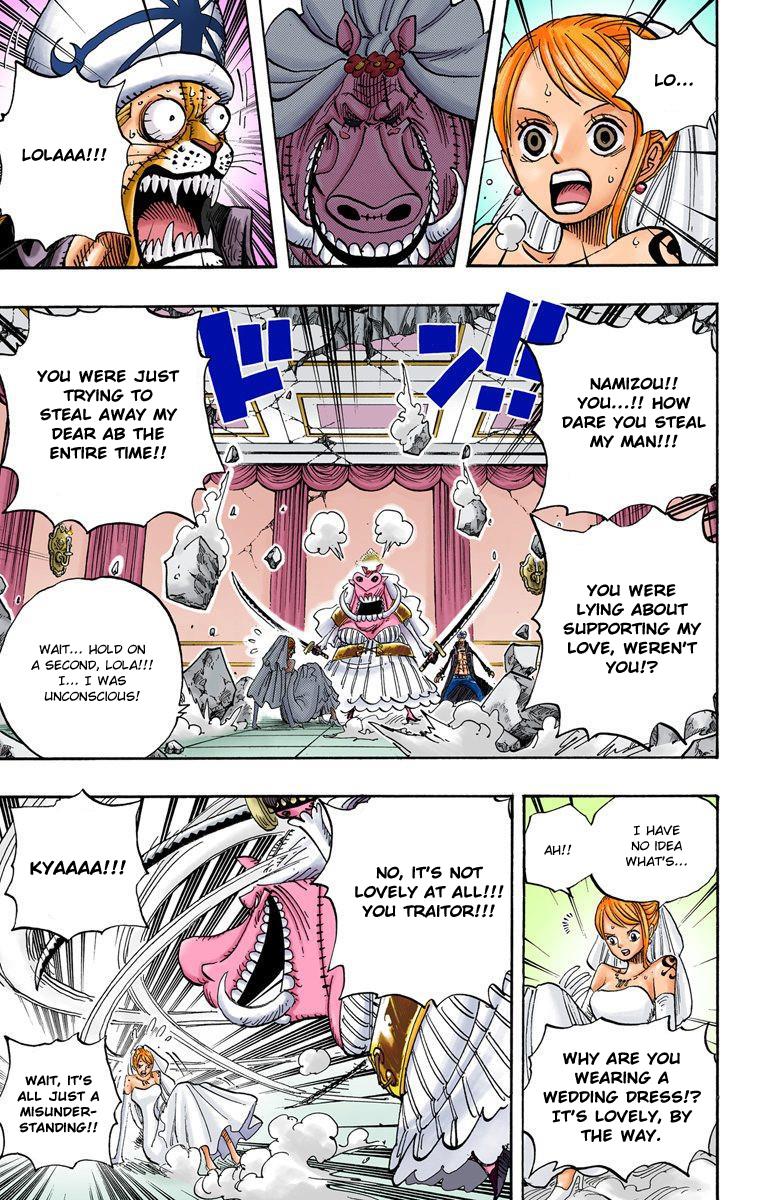 LO...
LOLAAA!!!
NAMIZOU!!
YOU...!! HOW
DARE YOU STEAL
MY MAN!!!
ドン!!
YOU WERE JUST
TRYING TO
STEAL AWAY MY
DEAR AB THE
ENTIRE TIME!!
YOU WERE
LYING ABOUT
SUPPORTING MY
LOVE, WEREN'T
YOU!?
WAIT... HOLD ON
A SECOND, LOLA!!!
I... I WAS
UNCONSCIOUS!
I HAVE
NO IDEA
WHAT'S...
AH!!
WHY ARE YOU
WEARING A
WEDDING DRESS!?
IT'S LOVELY, BY
THE WAY.
NO, IT'S NOT
LOVELY AT ALL!!!
YOU TRAITOR!!!
KYAAAA!!!
WAIT, IT'S
ALL JUST A
MISUNDER-
STANDING!!